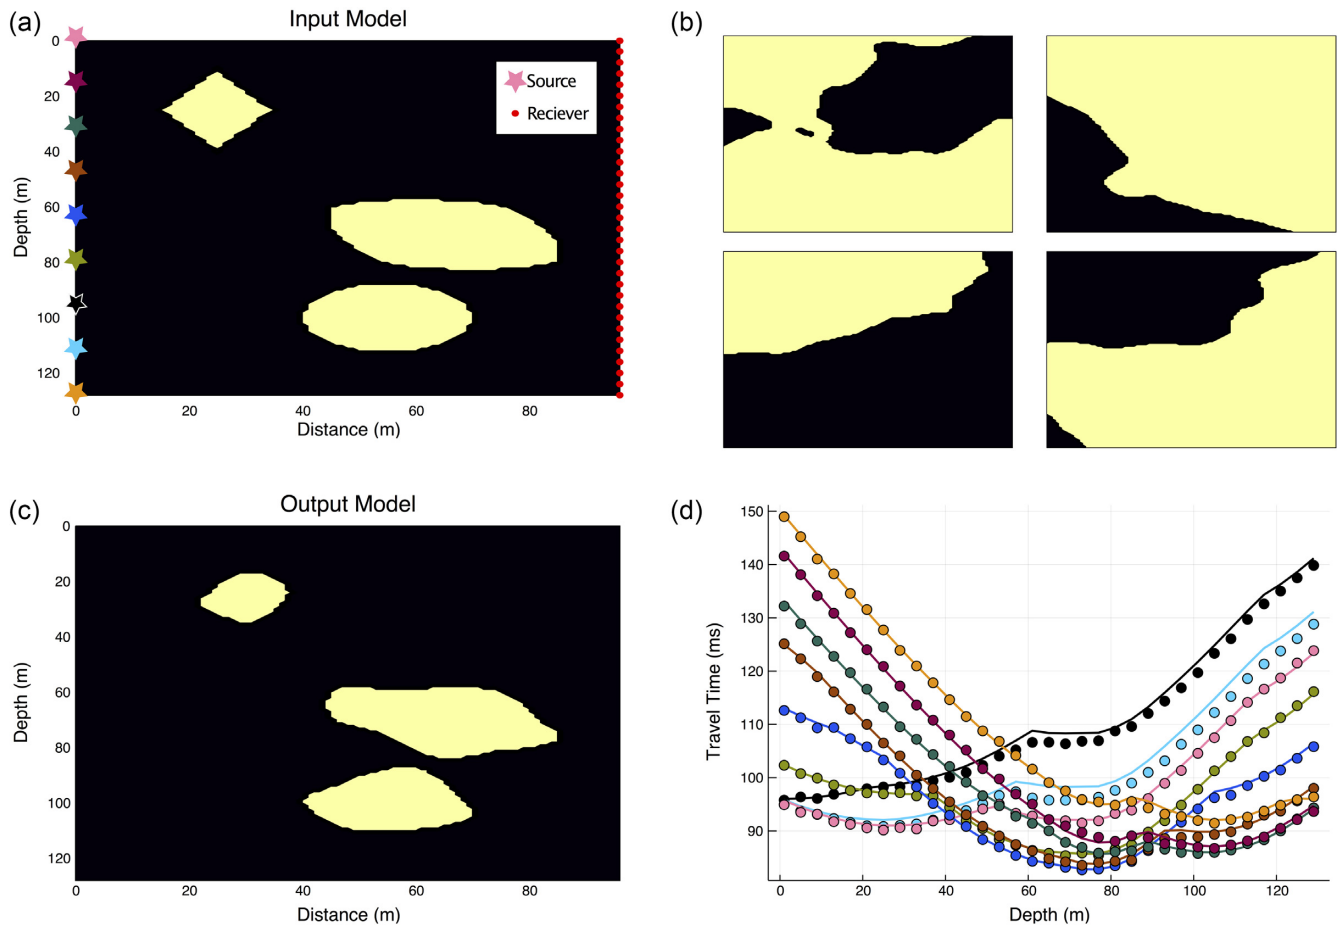 (a)
Input Model
0
20
40
60
80
100
120
Depth (m)
Source
Reciever
0
20
40
60
80
Distance (m)
(b)
(c)
Output Model
0
20
40
60
80
100
120
Depth (m)
0
20
40
60
80
Distance (m)
(d)
150
140
130
120
110
100
90
Travel Time (ms)
0
20
40
60
80
100
120
Depth (m)